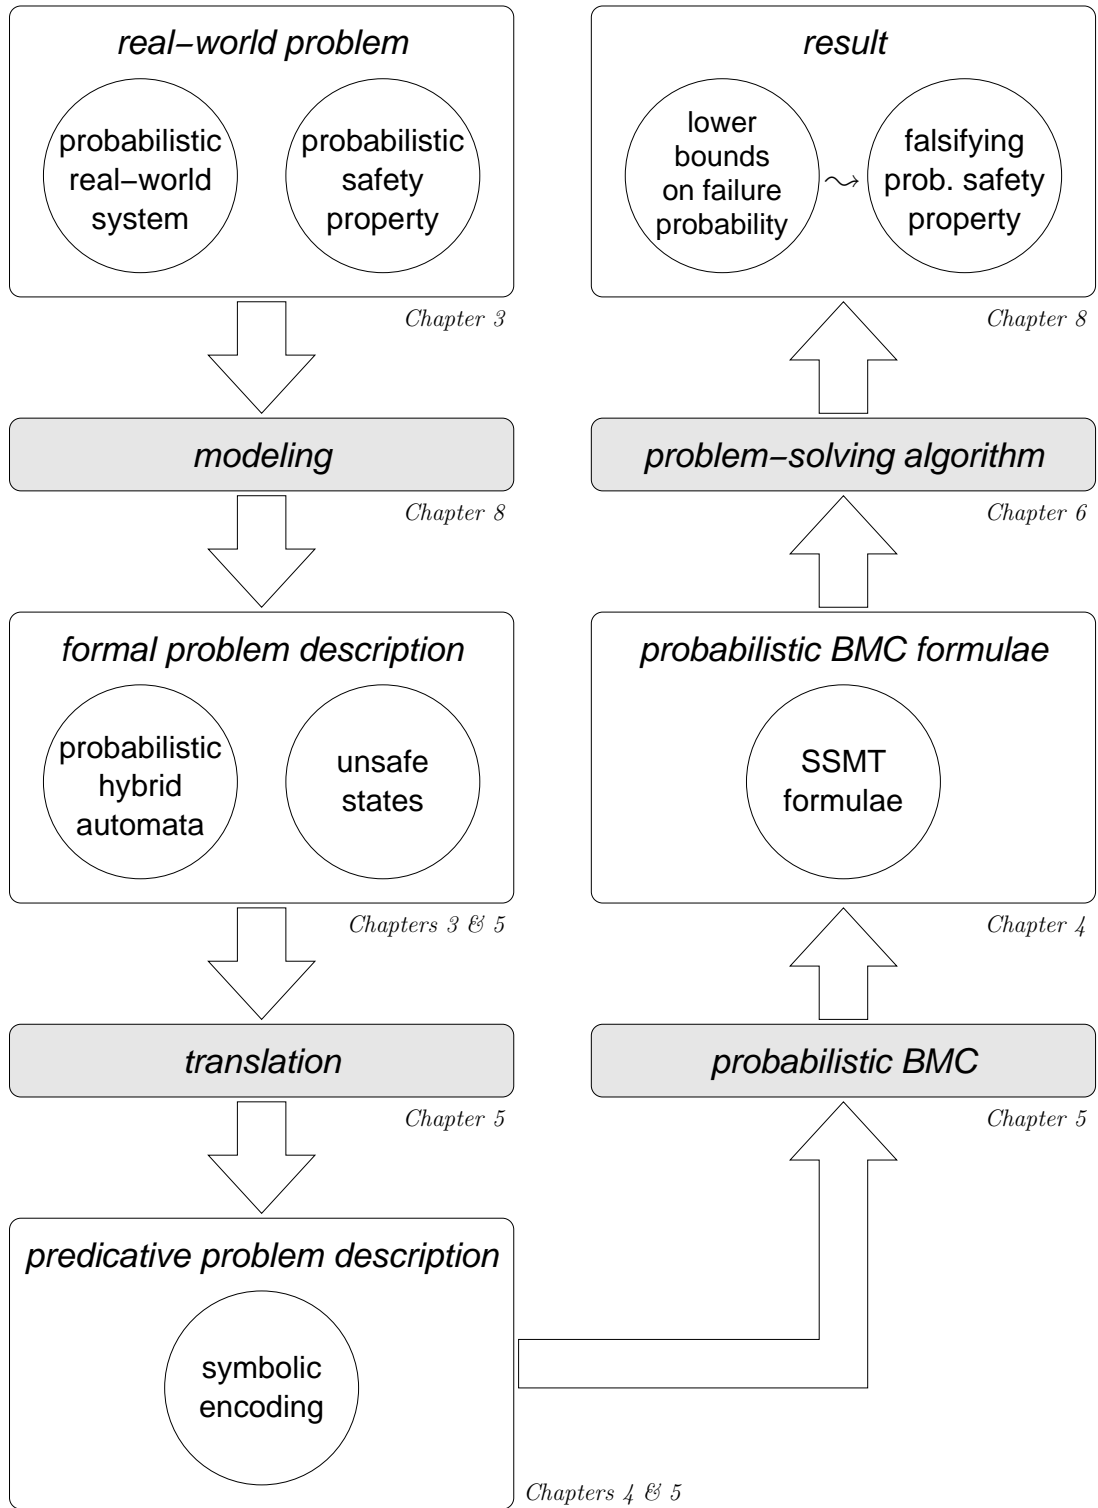 real–world problem
probabilistic
real–world
system
probabilistic
safety
property
Chapter 3
modeling
Chapter 8
formal problem description
probabilistic
hybrid
automata
unsafe
states
Chapters 3 & 5
translation
Chapter 5
predicative problem description
symbolic
encoding
Chapters 4 & 5
result
lower
bounds
on failure
probability
⤳
falsifying
prob. safety
property
Chapter 8
problem–solving algorithm
Chapter 6
probabilistic BMC formulae
SSMT
formulae
Chapter 4
probabilistic BMC
Chapter 5